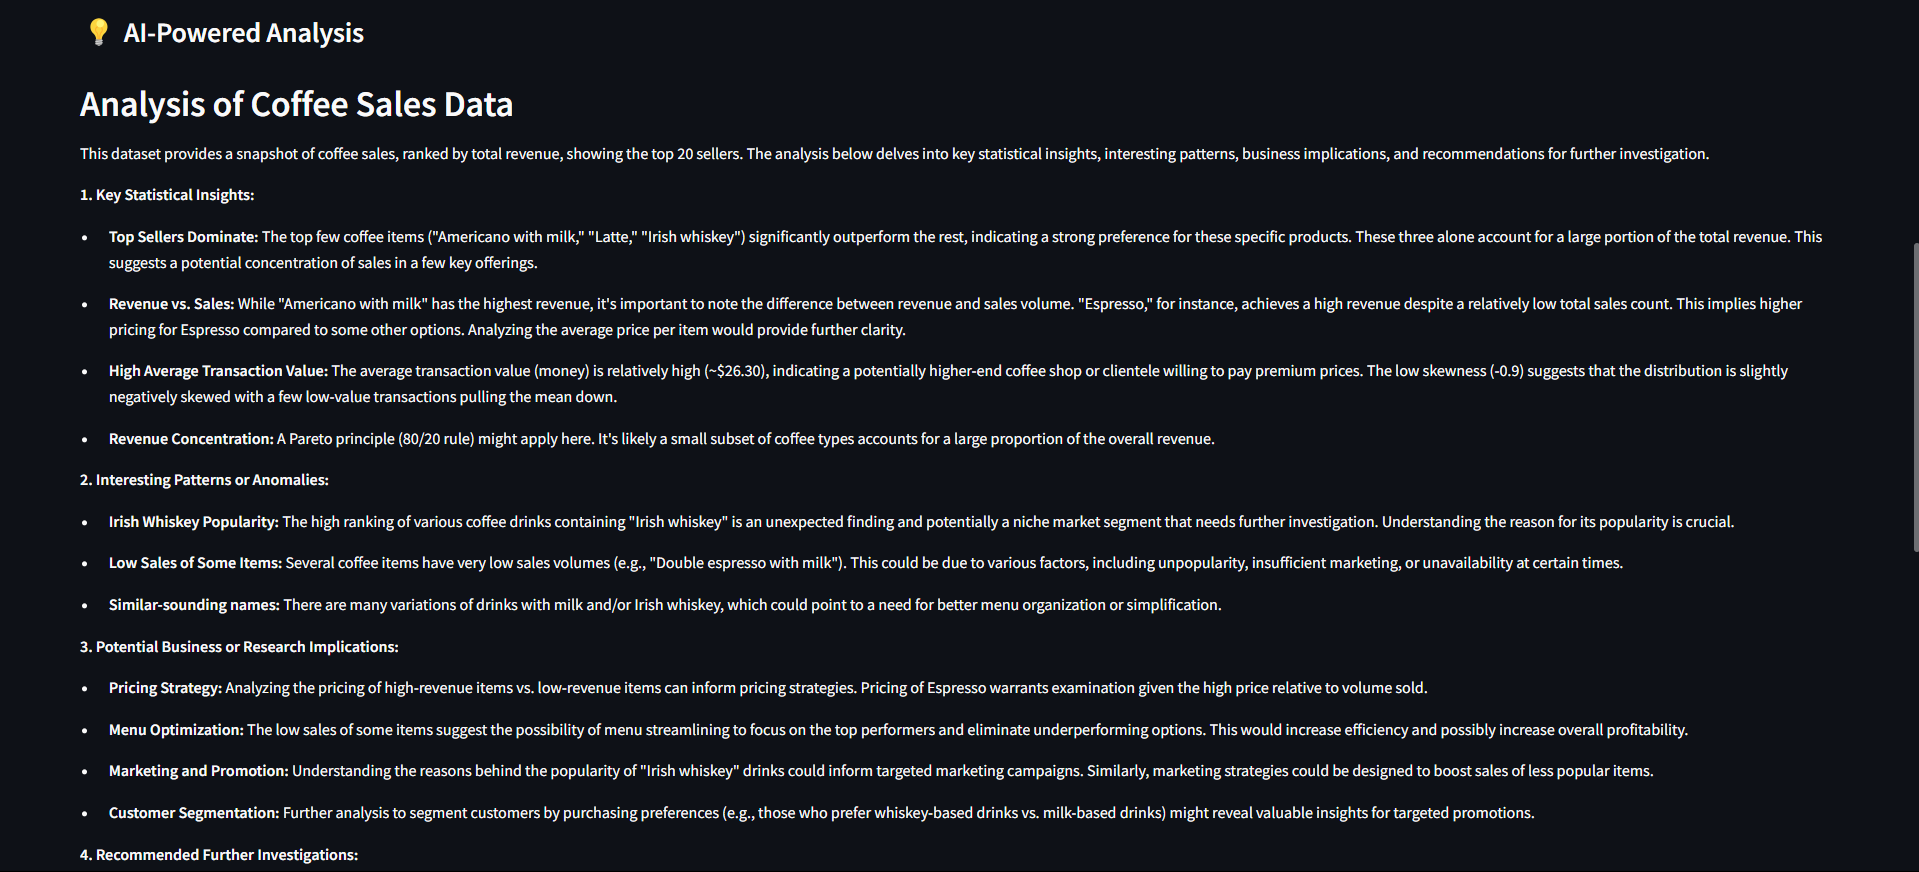 💡 AI-Powered Analysis
Analysis of Coffee Sales Data
This dataset provides a snapshot of coffee sales, ranked by total revenue, showing the top 20 sellers. The analysis below delves into key statistical insights, interesting patterns, business implications, and recommendations for further investigation.
1. Key Statistical Insights:
• Top Sellers Dominate: The top few coffee items ("Americano with milk," "Latte," "Irish whiskey") significantly outperform the rest, indicating a strong preference for these specific products. These three alone account for a large portion of the total revenue. This
suggests a potential concentration of sales in a few key offerings.
• Revenue vs. Sales: While "Americano with milk" has the highest revenue, it's important to note the difference between revenue and sales volume. "Espresso," for instance, achieves a high revenue despite a relatively low total sales count. This implies higher
pricing for Espresso compared to some other options. Analyzing the average price per item would provide further clarity.
• High Average Transaction Value: The average transaction value (money) is relatively high (~$26.30), indicating a potentially higher-end coffee shop or clientele willing to pay premium prices. The low skewness (-0.9) suggests that the distribution is slightly
negatively skewed with a few low-value transactions pulling the mean down.
• Revenue Concentration: A Pareto principle (80/20 rule) might apply here. It's likely a small subset of coffee types accounts for a large proportion of the overall revenue.
2. Interesting Patterns or Anomalies:
• Irish Whiskey Popularity: The high ranking of various coffee drinks containing "Irish whiskey" is an unexpected finding and potentially a niche market segment that needs further investigation. Understanding the reason for its popularity is crucial.
• Low Sales of Some Items: Several coffee items have very low sales volumes (e.g., "Double espresso with milk"). This could be due to various factors, including unpopularity, insufficient marketing, or unavailability at certain times.
• Similar-sounding names: There are many variations of drinks with milk and/or Irish whiskey, which could point to a need for better menu organization or simplification.
3. Potential Business or Research Implications:
• Pricing Strategy: Analyzing the pricing of high-revenue items vs. low-revenue items can inform pricing strategies. Pricing of Espresso warrants examination given the high price relative to volume sold.
• Menu Optimization: The low sales of some items suggest the possibility of menu streamlining to focus on the top performers and eliminate underperforming options. This would increase efficiency and possibly increase overall profitability.
• Marketing and Promotion: Understanding the reasons behind the popularity of "Irish whiskey" drinks could inform targeted marketing campaigns. Similarly, marketing strategies could be designed to boost sales of less popular items.
• Customer Segmentation: Further analysis to segment customers by purchasing preferences (e.g., those who prefer whiskey-based drinks vs. milk-based drinks) might reveal valuable insights for targeted promotions.
4. Recommended Further Investigations: